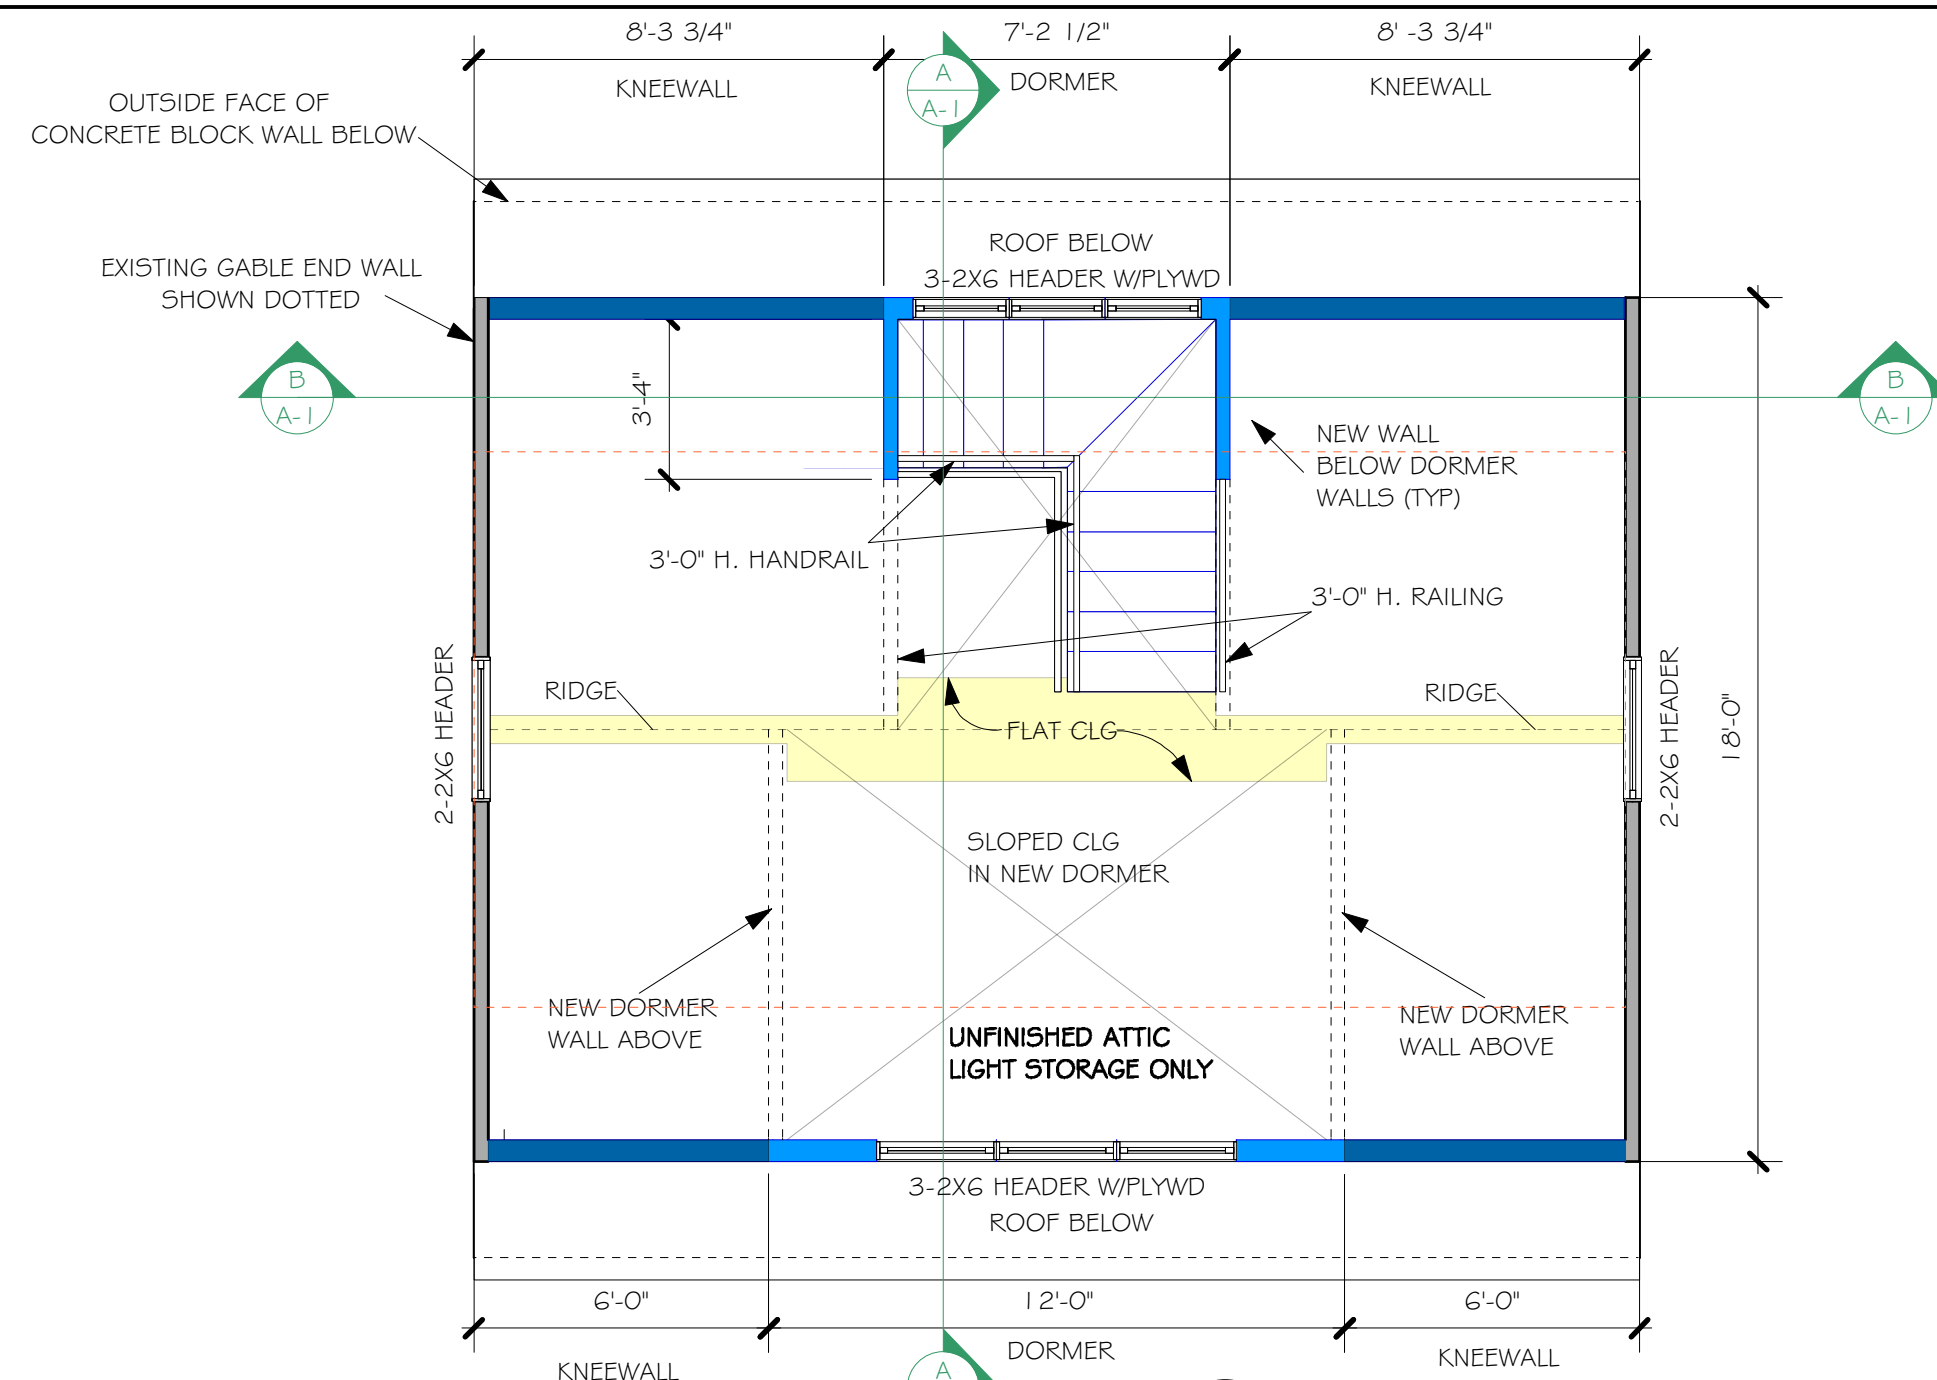 8'-3 3/4"
7'-2 1/2"
8' -3 3/4"
KNEEWALL
A
A-1
DORMER
KNEEWALL
OUTSIDE FACE OF
CONCRETE BLOCK WALL BELOW
ROOF BELOW
3-2X6 HEADER W/PLYWD
EXISTING GABLE END WALL
SHOWN DOTTED
B
A-1
B
A-1
3'-4"
NEW WALL
BELOW DORMER
WALLS (TYP)
3'-0" H. HANDRAIL
3'-0" H. RAILING
2-2X6 HEADER
RIDGE
FLAT CLG
RIDGE
2-2X6 HEADER
18'-0"
SLOPED CLG
IN NEW DORMER
NEW DORMER
WALL ABOVE
UNFINISHED ATTIC
LIGHT STORAGE ONLY
NEW DORMER
WALL ABOVE
3-2X6 HEADER W/PLYWD
ROOF BELOW
6'-0"
12'-0"
6'-0"
KNEEWALL
A
DORMER
KNEEWALL